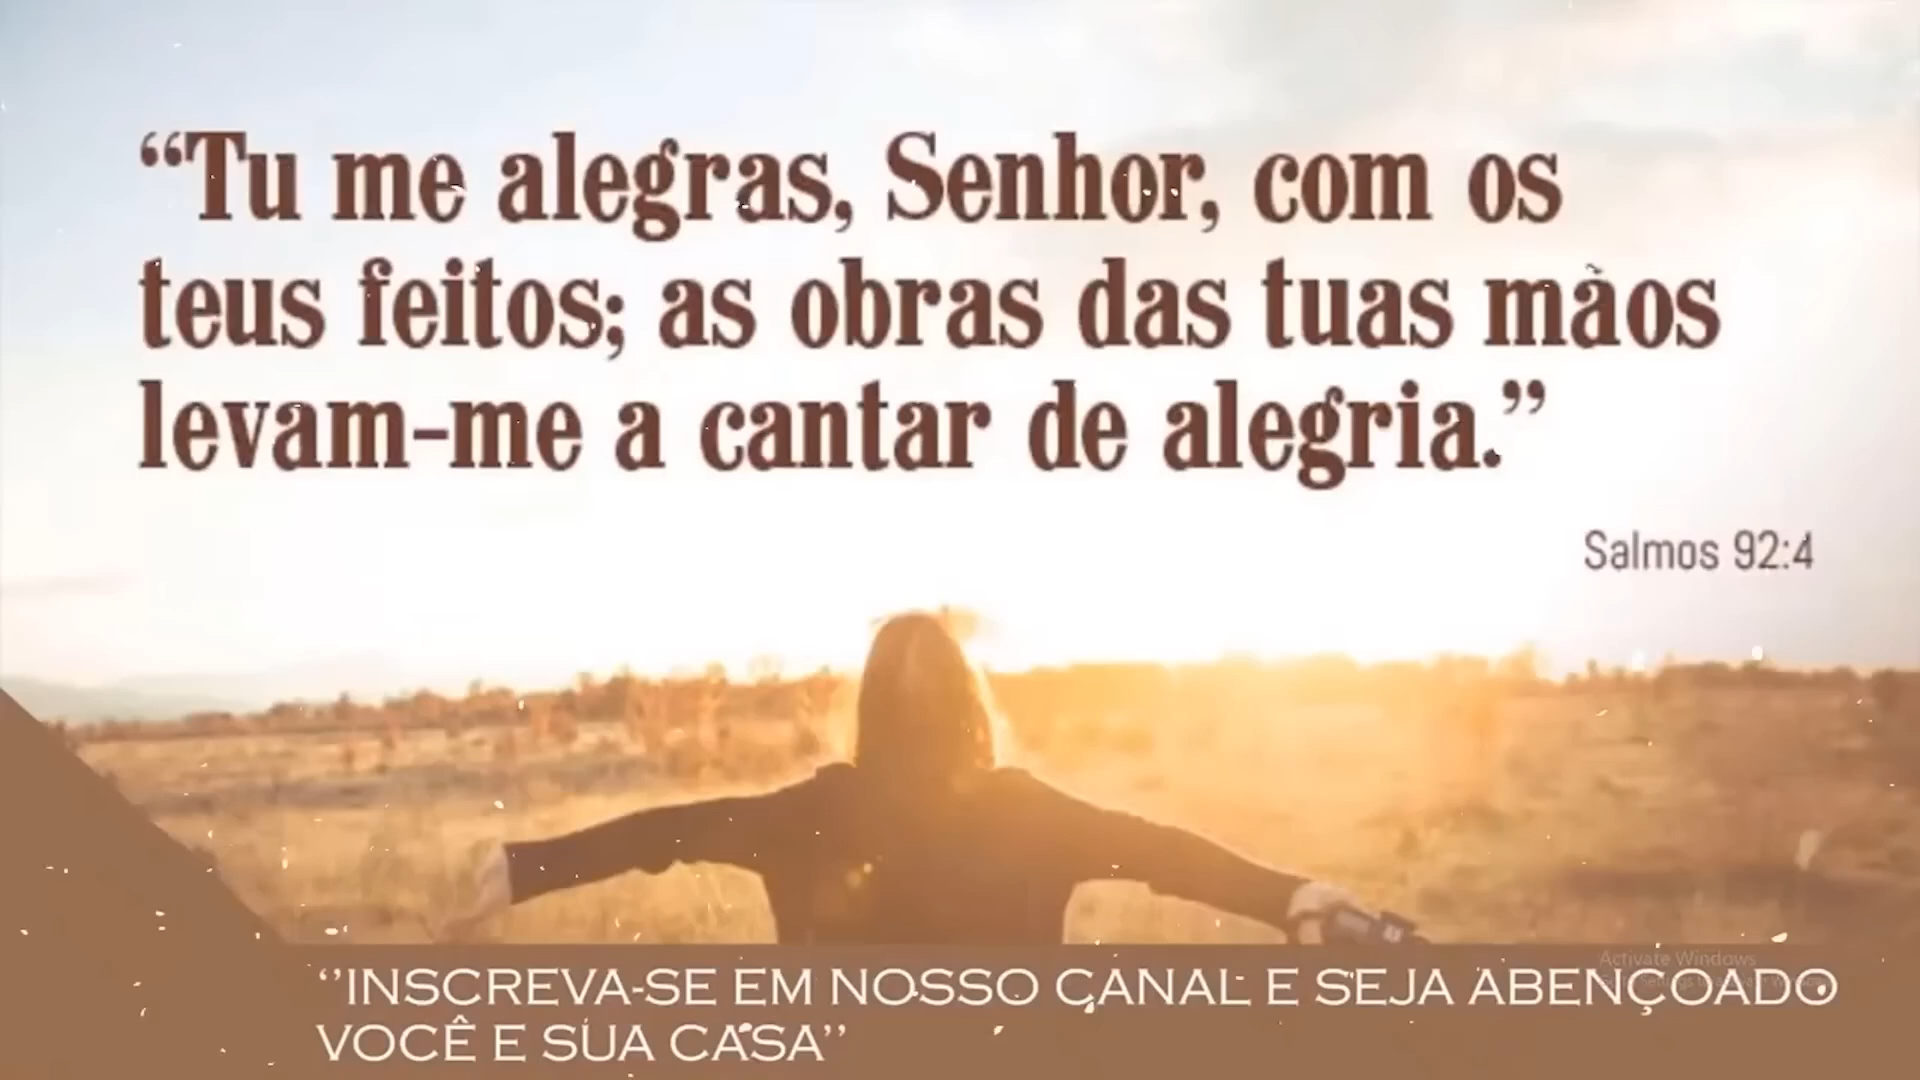 “Tu me alegras, Senhor, com os
teus feitos; as obras das tuas mãos
levam-me a cantar de alegria.”
Salmos 92:4
Activate Windows
‘’INSCREVA-SE EM NOSSO CANAL E SEJA ABENÇOADO
VOCÊ E SUA CASA’’